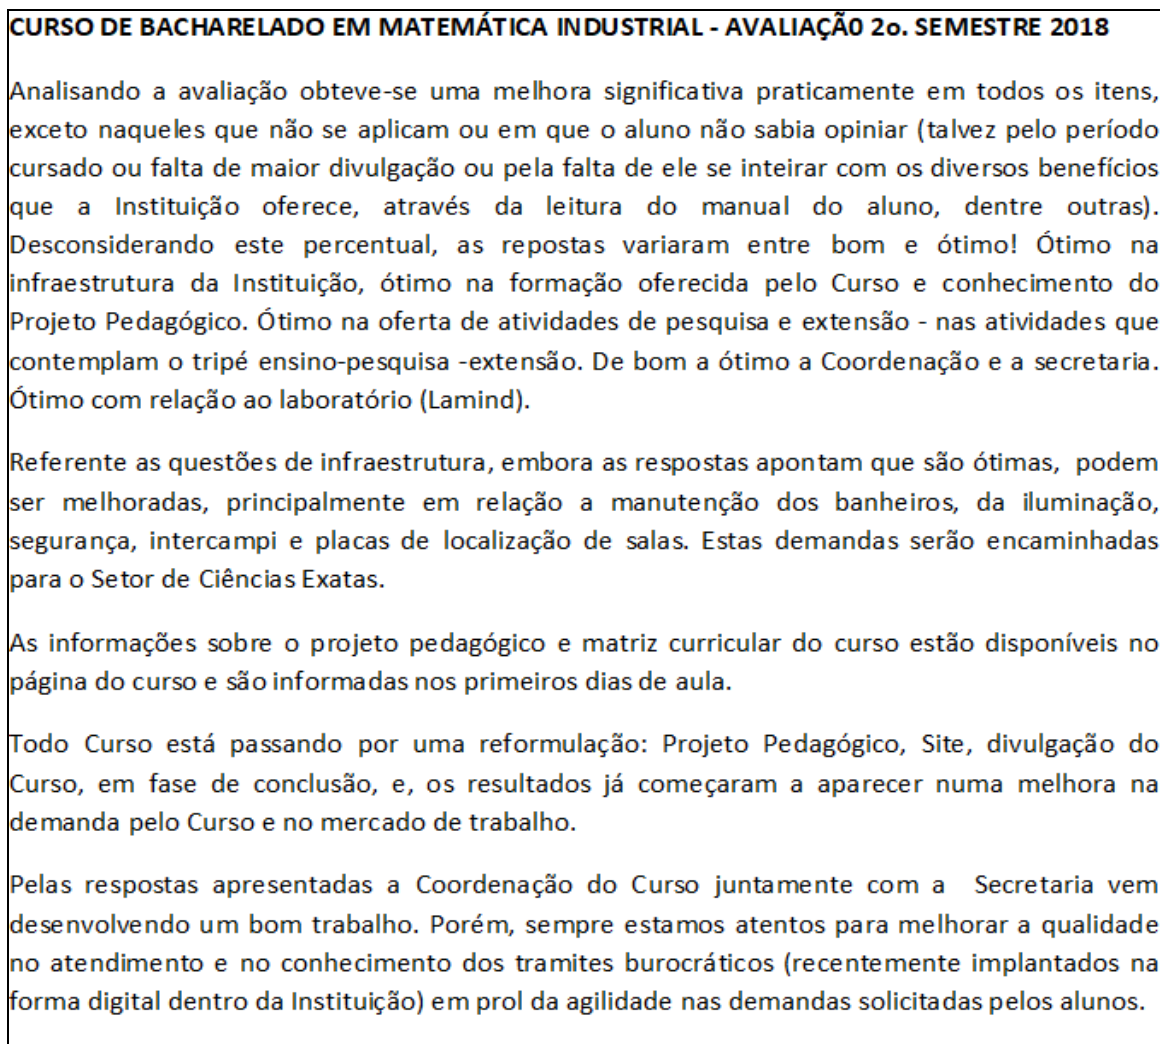 CURSO DE BACHARELADO EM MATEMÁTICA INDUSTRIAL - AVALIAÇÃ0 2o. SEMESTRE 2018
Analisando a avaliação obteve-se uma melhora significativa praticamente em todos os itens,
exceto naqueles que não se aplicam ou em que o aluno não sabia opiniar (talvez pelo período
cursado ou falta de maior divulgação ou pela falta de ele se inteirar com os diversos benefícios
que a Instituição oferece, através da leitura do manual do aluno, dentre outras).
Desconsiderando este percentual, as repostas variaram entre bom e ótimo! Ótimo na
infraestrutura da Instituição, ótimo na formação oferecida pelo Curso e conhecimento do
Projeto Pedagógico. Ótimo na oferta de atividades de pesquisa e extensão - nas atividades que
contemplam o tripé ensino-pesquisa -extensão. De bom a ótimo a Coordenação e a secretaria.
Ótimo com relação ao laboratório (Lamind).
Referente as questões de infraestrutura, embora as respostas apontam que são ótimas, podem
ser melhoradas, principalmente em relação a manutenção dos banheiros, da iluminação,
segurança, intercampi e placas de localização de salas. Estas demandas serão encaminhadas
para o Setor de Ciências Exatas.
As informações sobre o projeto pedagógico e matriz curricular do curso estão disponíveis no
página do curso e são informadas nos primeiros dias de aula.
Todo Curso está passando por uma reformulação: Projeto Pedagógico, Site, divulgação do
Curso, em fase de conclusão, e, os resultados já começaram a aparecer numa melhora na
demanda pelo Curso e no mercado de trabalho.
Pelas respostas apresentadas a Coordenação do Curso juntamente com a Secretaria vem
desenvolvendo um bom trabalho. Porém, sempre estamos atentos para melhorar a qualidade
no atendimento e no conhecimento dos tramites burocráticos (recentemente implantados na
forma digital dentro da Instituição) em prol da agilidade nas demandas solicitadas pelos alunos.